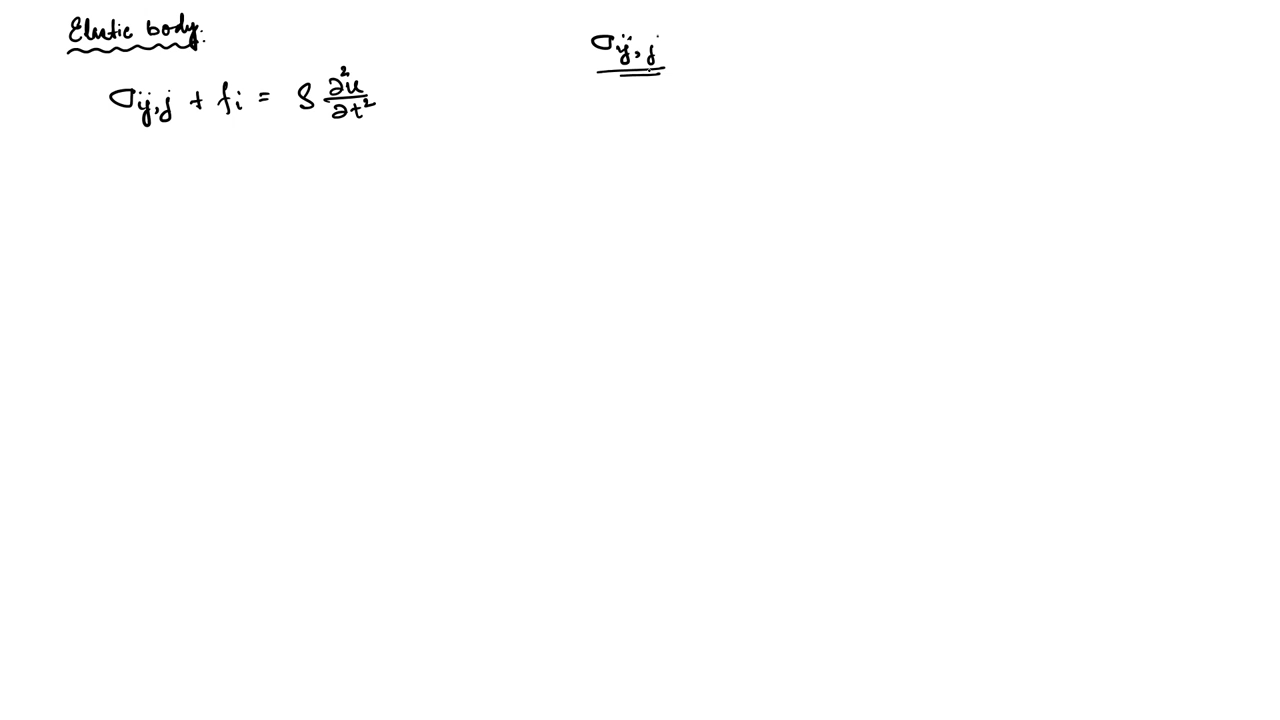 Elastic body:
σij,j + fi = ρ ∂²u/∂t²
σij,j